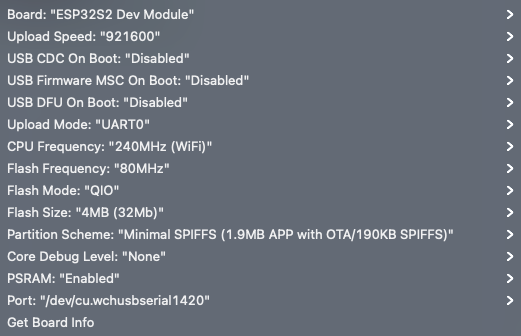 Board: "ESP32S2 Dev Module"
Upload Speed: "921600"
USB CDC On Boot: "Disabled"
USB Firmware MSC On Boot: "Disabled"
USB DFU On Boot: "Disabled"
Upload Mode: "UART0"
CPU Frequency: "240MHz (WiFi)"
Flash Frequency: "80MHz"
Flash Mode: "QIO"
Flash Size: "4MB (32Mb)"
Partition Scheme: "Minimal SPIFFS (1.9MB APP with OTA/190KB SPIFFS)"
Core Debug Level: "None"
PSRAM: "Enabled"
Port: "/dev/cu.wchusbserial1420"
Get Board Info